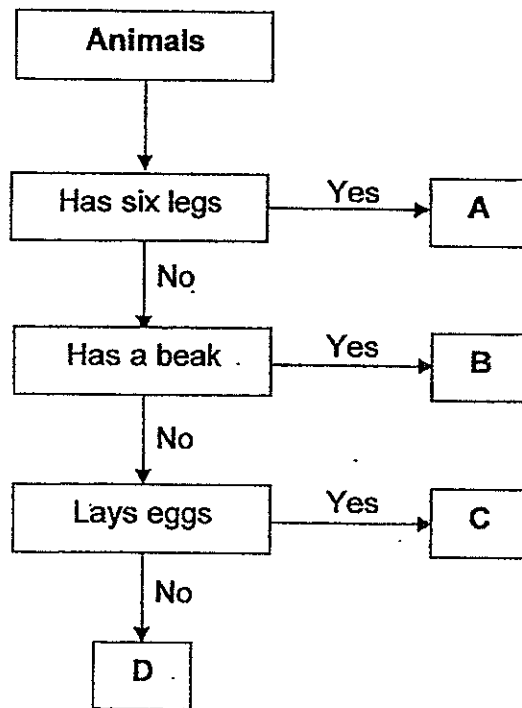 Animals
Has six legs
Yes
A
No
Has a beak
Yes
B
No
Lays eggs
Yes
C
No
D